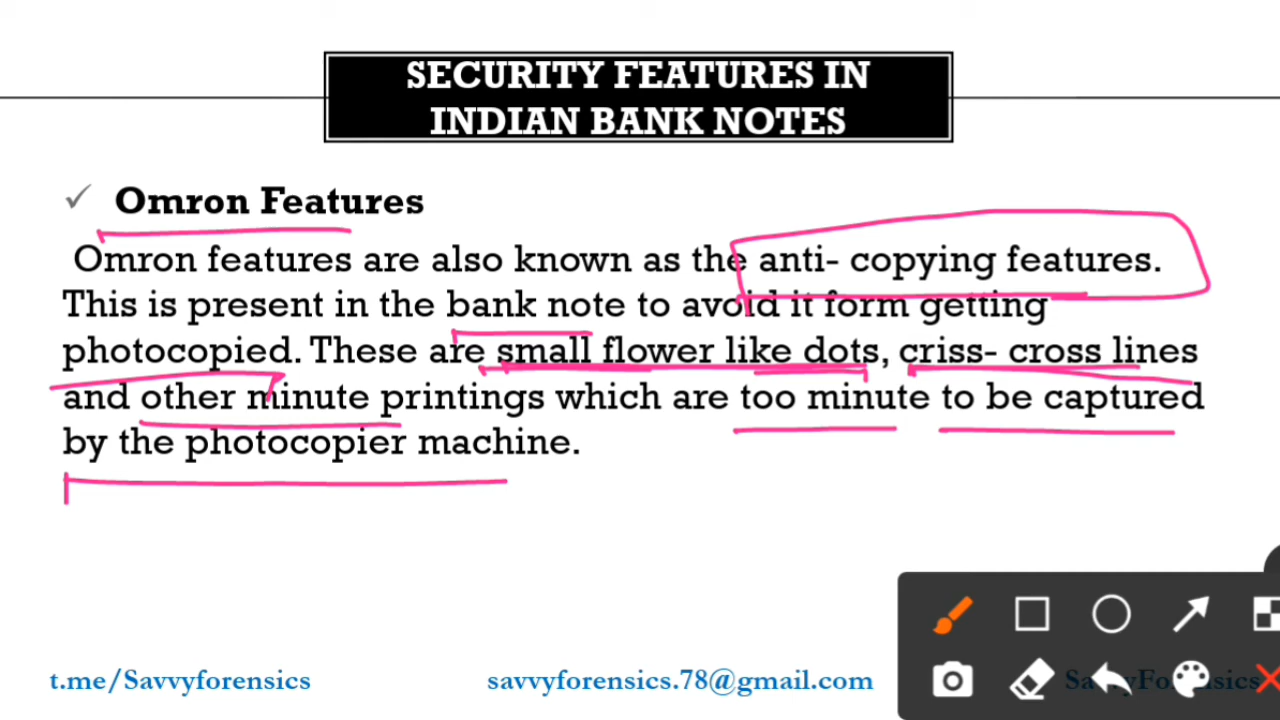 SECURITY FEATURES IN
INDIAN BANK NOTES
Omron Features
Omron features are also known as the anti- copying features.
This is present in the bank note to avoid it form getting
photocopied. These are small flower like dots, criss- cross lines
and other minute printings which are too minute to be captured
by the photocopier machine.
t.me/Savvyforensics
savvyforensics.78@gmail.com
SavvyForensics